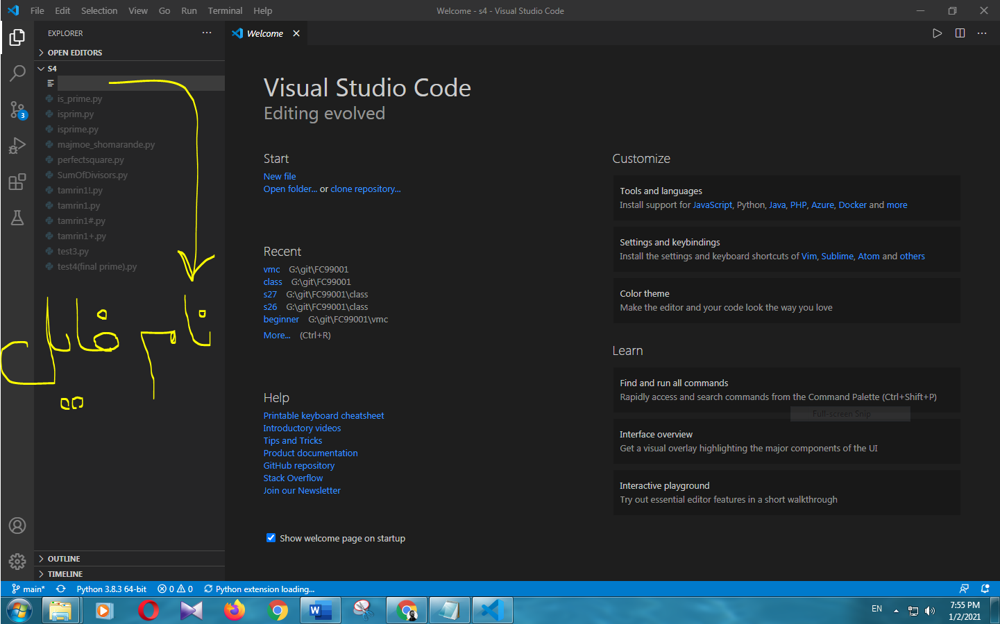 File Edit Selection View Go Run Terminal Help
Welcome - s4 - Visual Studio Code
EXPLORER
OPEN EDITORS
S4
is_prime.py
isprim.py
isprime.py
majmoe_shomarande.py
perfectsquare.py
SumOfDivisors.py
tamrin1!.py
tamrin1.py
tamrin1#.py
tamrin1+.py
test3.py
test4(final prime).py
نام فایل
OUTLINE
TIMELINE
3
Welcome
Visual Studio Code
Editing evolved
Start
New file
Open folder... or clone repository...
Recent
vmc G:\git\FC99001
class G:\git\FC99001
s27 G:\git\FC99001\class
s26 G:\git\FC99001\class
beginner G:\git\FC99001\vmc
More... (Ctrl+R)
Help
Printable keyboard cheatsheet
Introductory videos
Tips and Tricks
Product documentation
GitHub repository
Stack Overflow
Join our Newsletter
Show welcome page on startup
Customize
Tools and languages
Install support for JavaScript, Python, Java, PHP, Azure, Docker and more
Settings and keybindings
Install the settings and keyboard shortcuts of Vim, Sublime, Atom and others
Color theme
Make the editor and your code look the way you love
Learn
Find and run all commands
Rapidly access and search commands from the Command Palette (Ctrl+Shift+P)
Full-screen Snip
Interface overview
Get a visual overlay highlighting the major components of the UI
Interactive playground
Try out essential editor features in a short walkthrough
main* Python 3.8.3 64-bit 0 0 Python extension loading...
EN
7:55 PM
1/2/2021